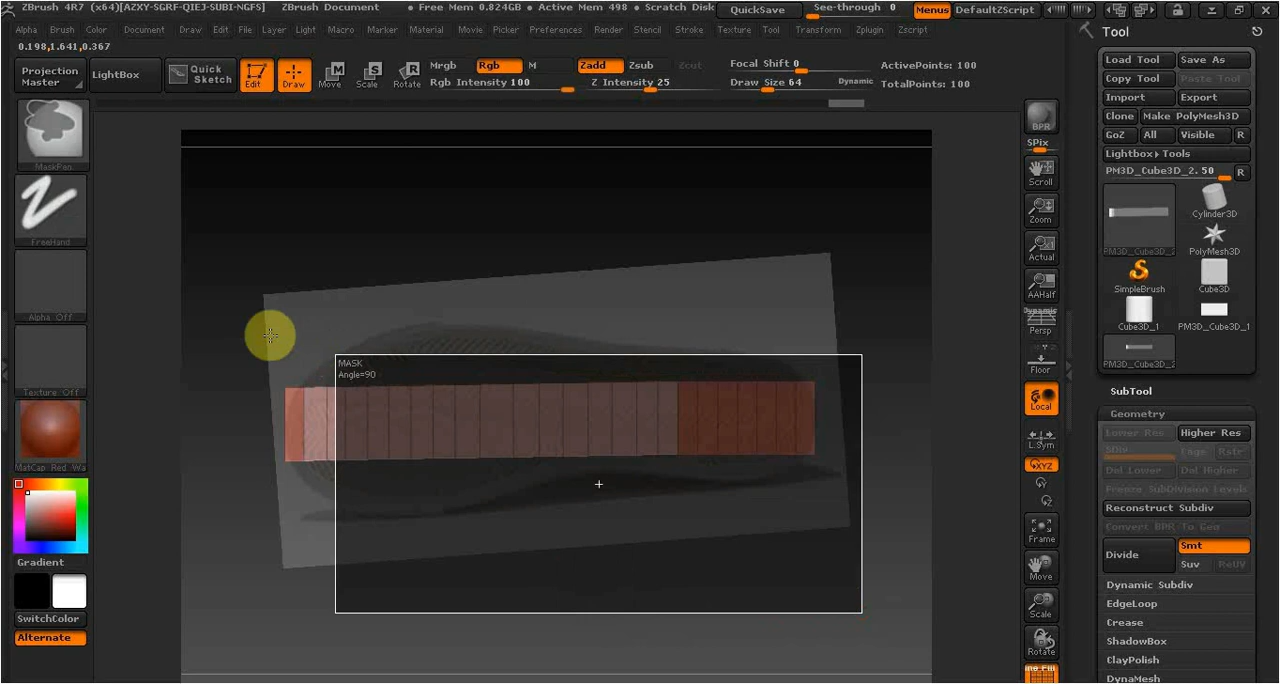 ZBrush 4R7 (x64)[AZXY-SGRF-QIEJ-SUBI-NGFS] ZBrush Document • Free Mem 0.824GB • Active Mem 498 • Scratch Disk QuickSave See-through 0 Menus DefaultZScript
Alpha Brush Color Document Draw Edit File Layer Light Macro Marker Material Movie Picker Preferences Render Stencil Stroke Texture Tool Transform Zplugin Zscript
0.198,1.641,0.367
Projection Master
LightBox
Quick Sketch
Edit
Draw
Move
Scale
Rotate
Mrgb Rgb M
Rgb Intensity 100
Zadd Zsub Zcut
Z Intensity 25
Focal Shift 0
Draw Size 64 Dynamic
ActivePoints: 100
TotalPoints: 100
MaskPen
FreeHand
Alpha Off
Texture Off
MatCap Red Wa
Gradient
SwitchColor
Alternate
MASK
Angle=90
BPR
SPix
Scroll
Zoom
Actual
AAHalf
Dynamic
Persp
Floor
Local
L.Sym
XYZ
Y
Z
Frame
Move
Scale
Rotate
Tool
Load Tool Save As
Copy Tool Paste Tool
Import Export
Clone Make PolyMesh3D
GoZ All Visible R
Lightbox▸Tools
PM3D_Cube3D_2. 50 R
PM3D_Cube3D_2
Cylinder3D
PolyMesh3D
SimpleBrush Cube3D
Cube3D_1 PM3D_Cube3D_1
PM3D_Cube3D_2
SubTool
Geometry
Lower Res Higher Res
SDiv Cage Rstr
Del Lower Del Higher
Freeze SubDivision Levels
Reconstruct Subdiv
Convert BPR To Geo
Divide
Smt
Suv ReUV
Dynamic Subdiv
EdgeLoop
Crease
ShadowBox
ClayPolish
DynaMesh